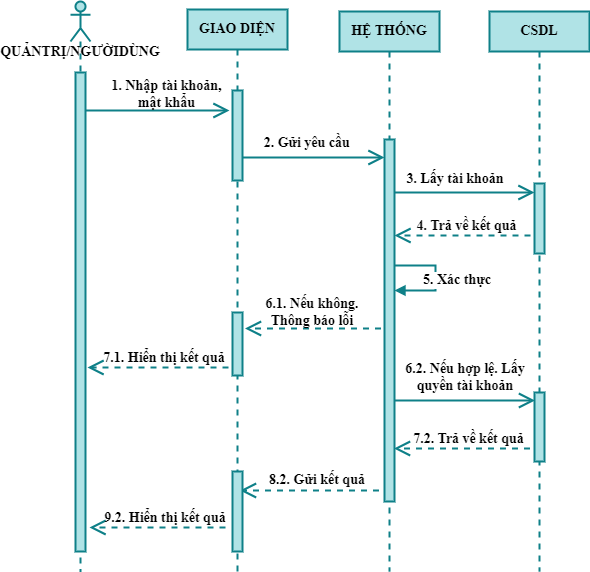 GIAO DIỆN
HỆ THỐNG
CSDL
QUẢNTRỊ/NGƯỜIDÙNG
1. Nhập tài khoản,
mật khẩu
2. Gửi yêu cầu
3. Lấy tài khoản
4. Trả về kết quả
5. Xác thực
6.1. Nếu không.
Thông báo lỗi
7.1. Hiển thị kết quả
6.2. Nếu hợp lệ. Lấy
quyền tài khoản
7.2. Trả về kết quả
8.2. Gửi kết quả
9.2. Hiển thị kết quả